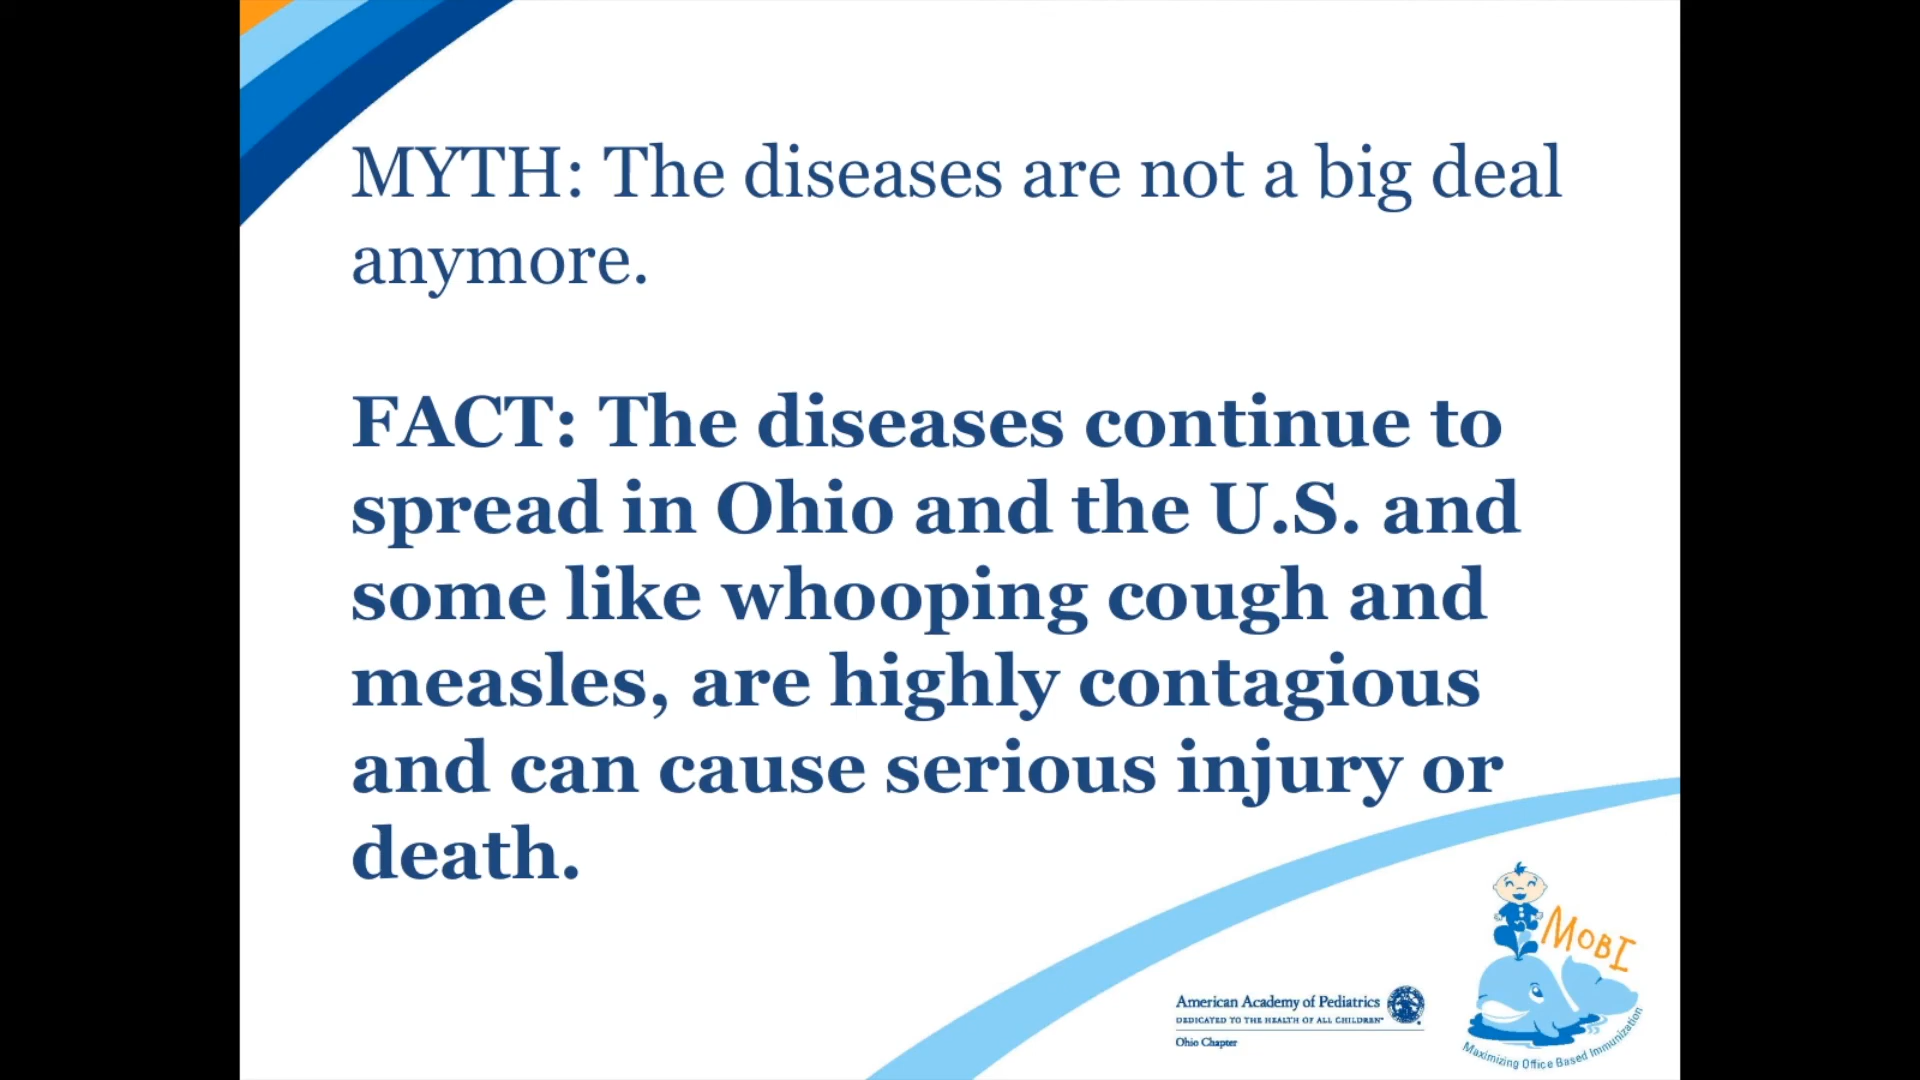 MYTH: The diseases are not a big deal
anymore.
FACT: The diseases continue to
spread in Ohio and the U.S. and
some like whooping cough and
measles, are highly contagious
and can cause serious injury or
death.
MOBI
American Academy of Pediatrics
DEDICATED TO THE HEALTH OF ALL CHILDREN™
Ohio Chapter
Maximizing Office Based Immunization